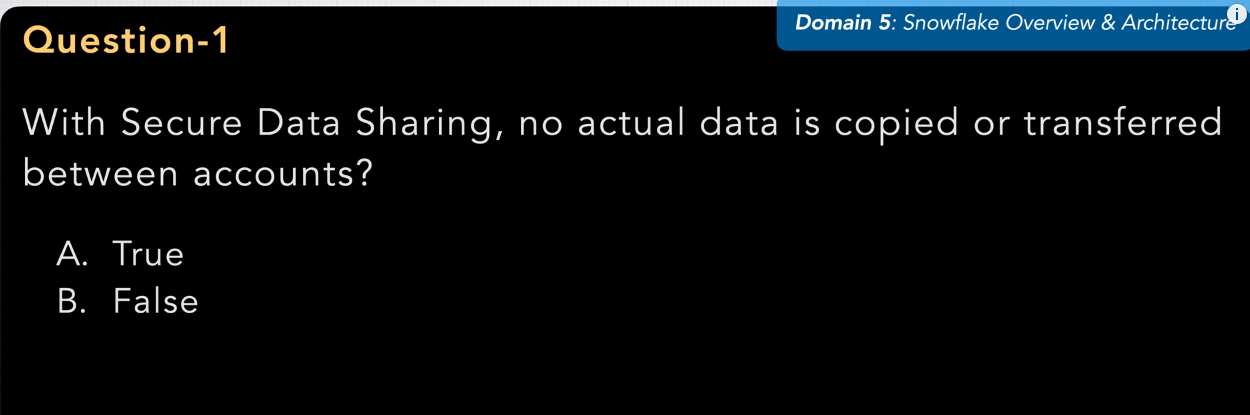 Domain 5: Snowflake Overview & Architecture
i
Question-1
With Secure Data Sharing, no actual data is copied or transferred
between accounts?
A. True
B. False